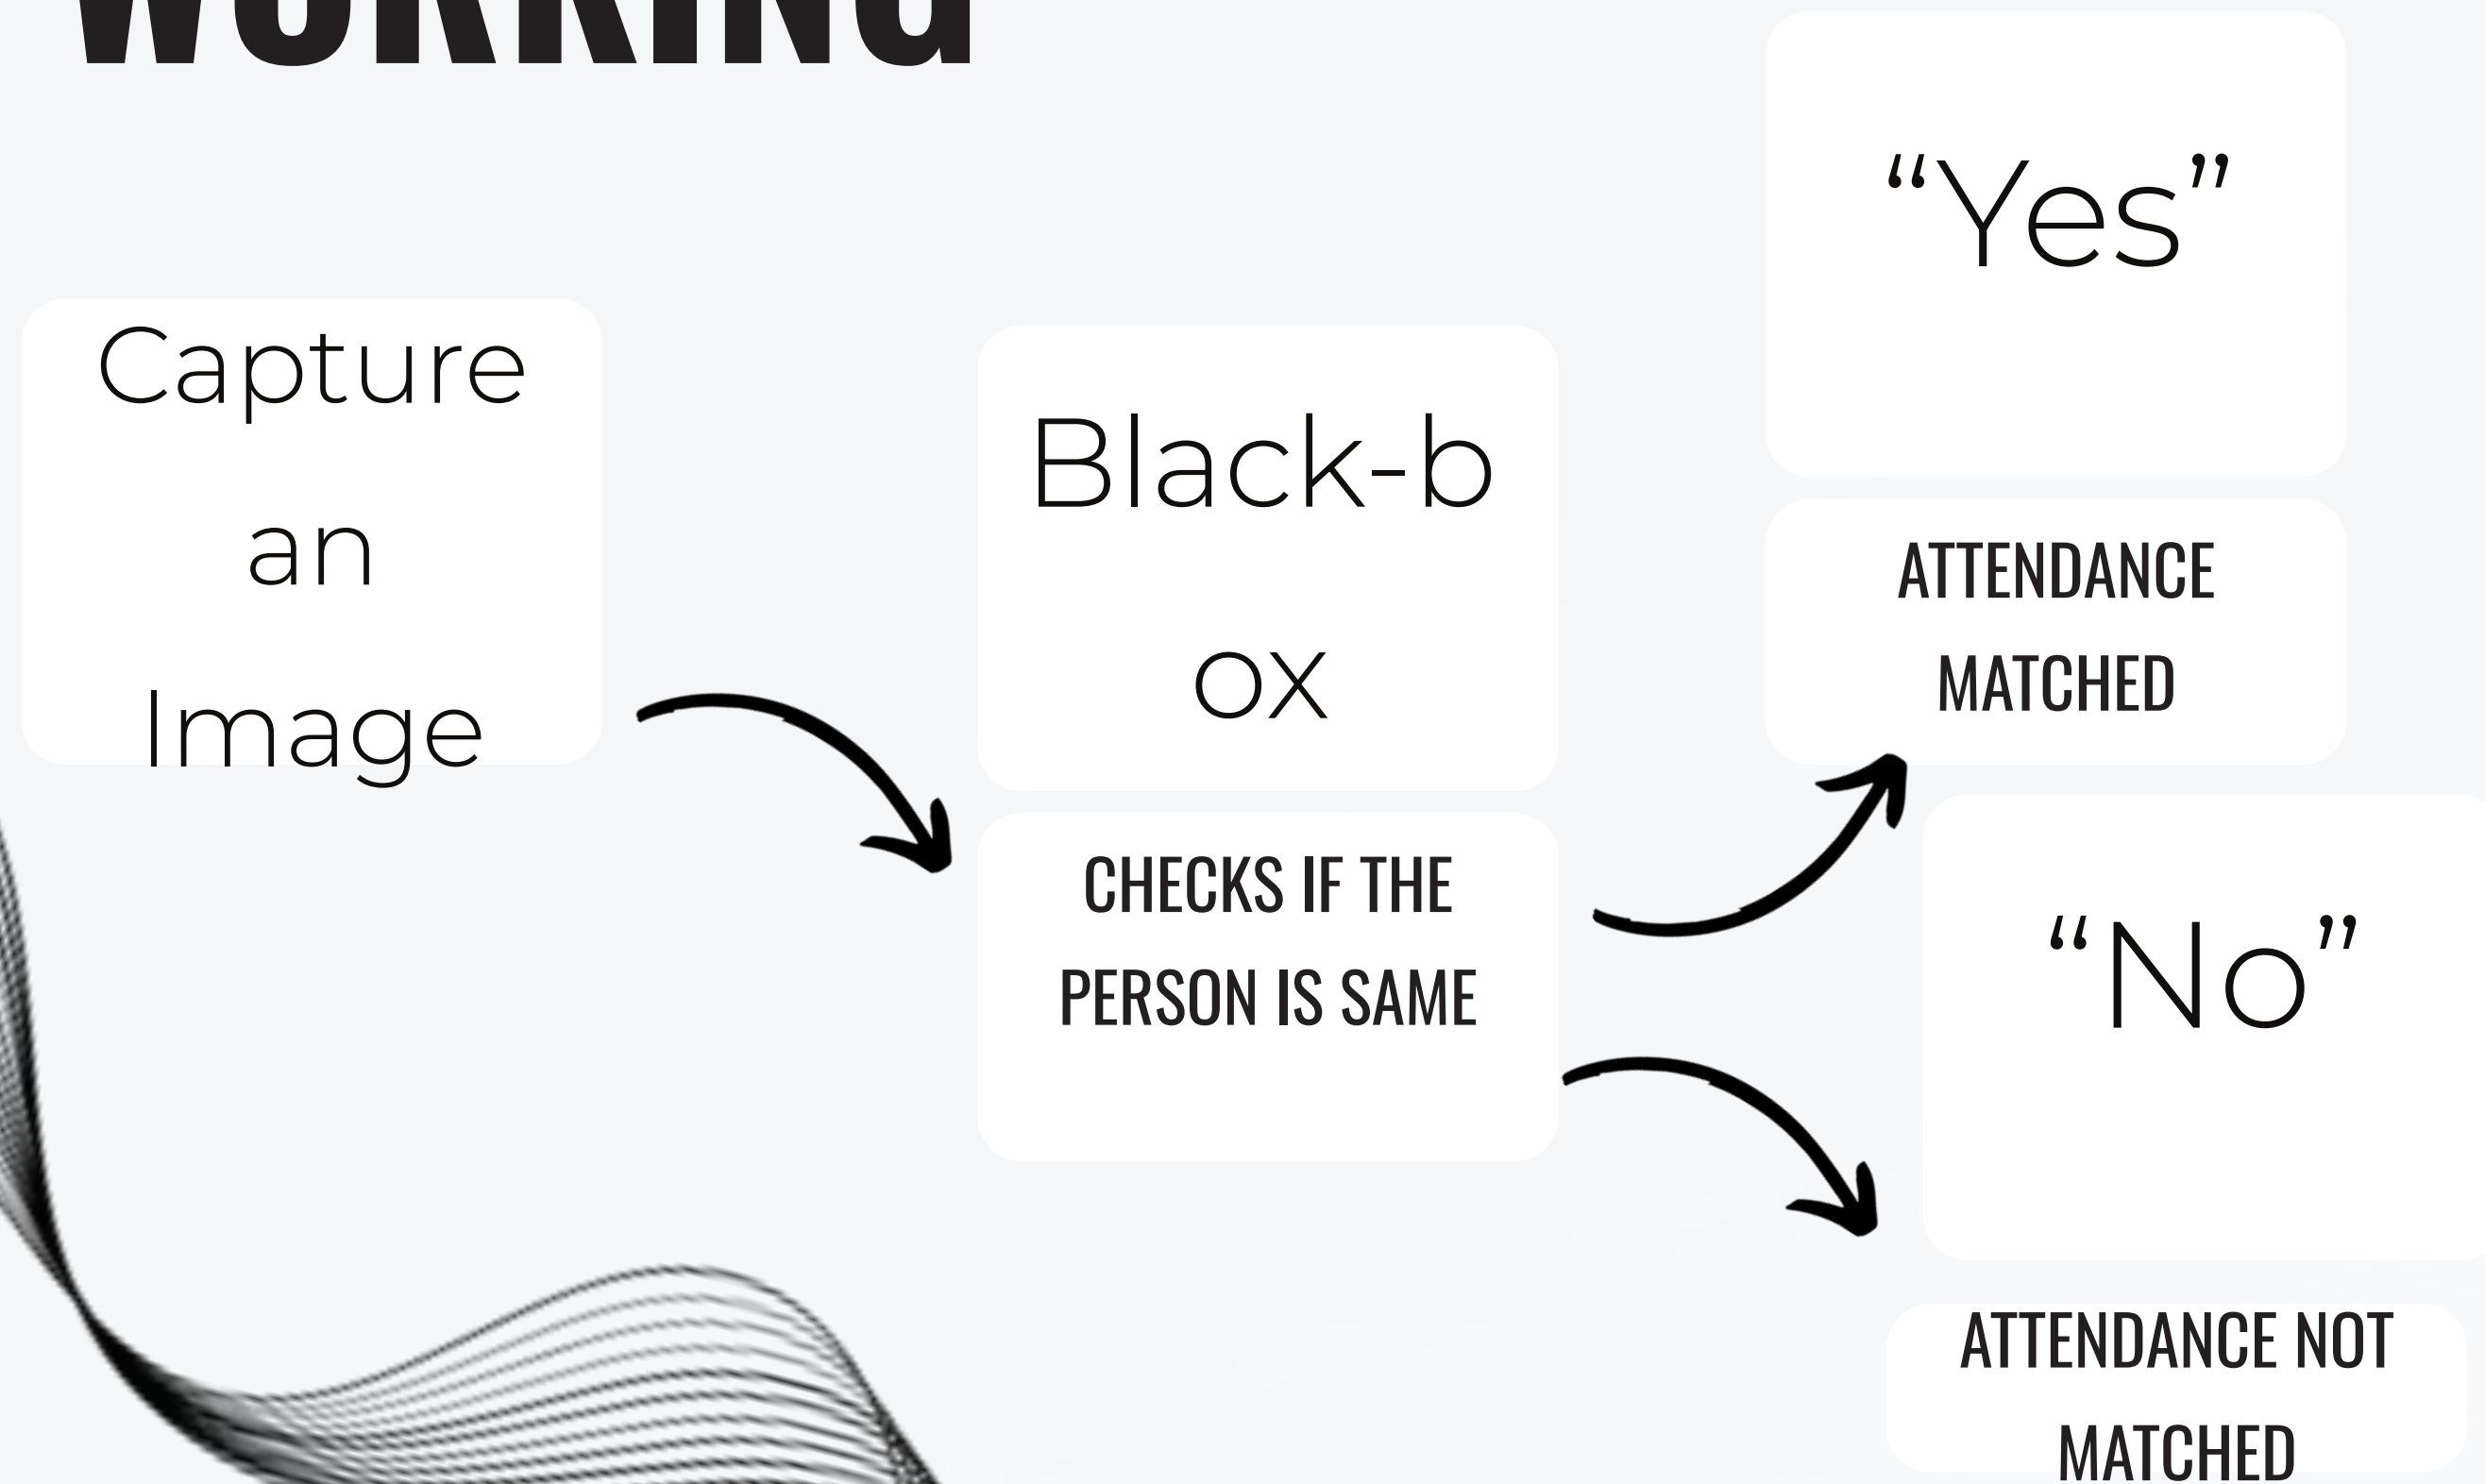 WORKING
Capture
an
Image
Black-b
ox
CHECKS IF THE
PERSON IS SAME
“Yes”
ATTENDANCE
MATCHED
“No”
ATTENDANCE NOT
MATCHED